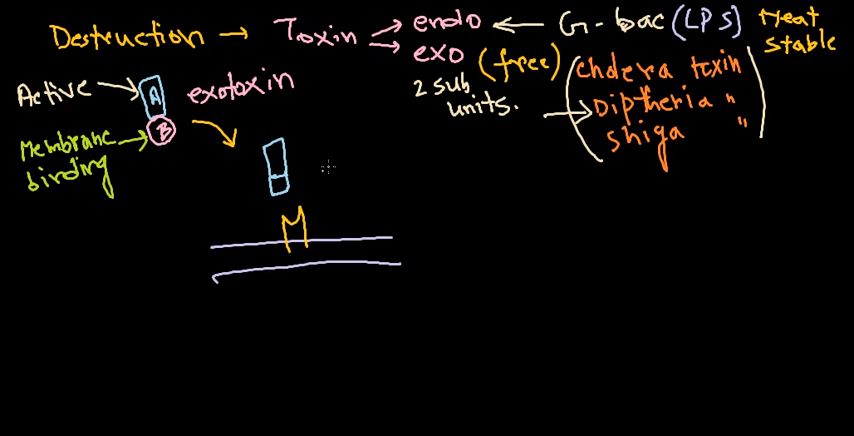 Destruction → Toxin → endo ← G- bac (LPS) Heat stable
→ exo (free)
2 sub units.
(cholera toxin
→ Diptheria "
shiga ")
Active → A exotoxin
Membrane binding → B
M